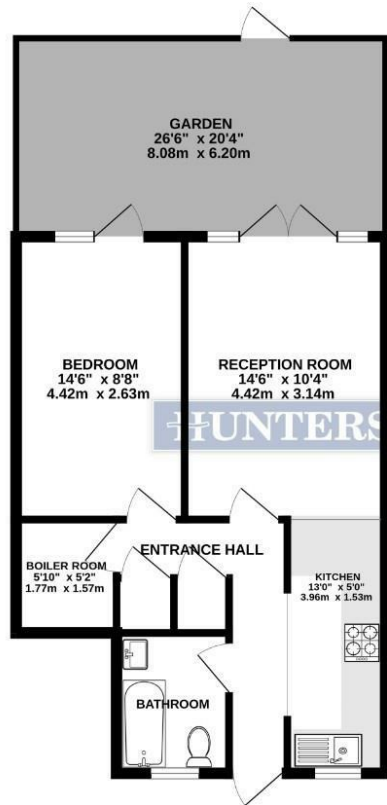 GARDEN
26'6" x 20'4"
8.08m x 6.20m
BEDROOM
14'6" x 8'8"
4.42m x 2.63m
RECEPTION ROOM
14'6" x 10'4"
4.42m x 3.14m
HUNTERS
BOILER ROOM
5'10" x 5'2"
1.77m x 1.57m
ENTRANCE HALL
KITCHEN
13'0" x 5'0"
3.96m x 1.53m
BATHROOM